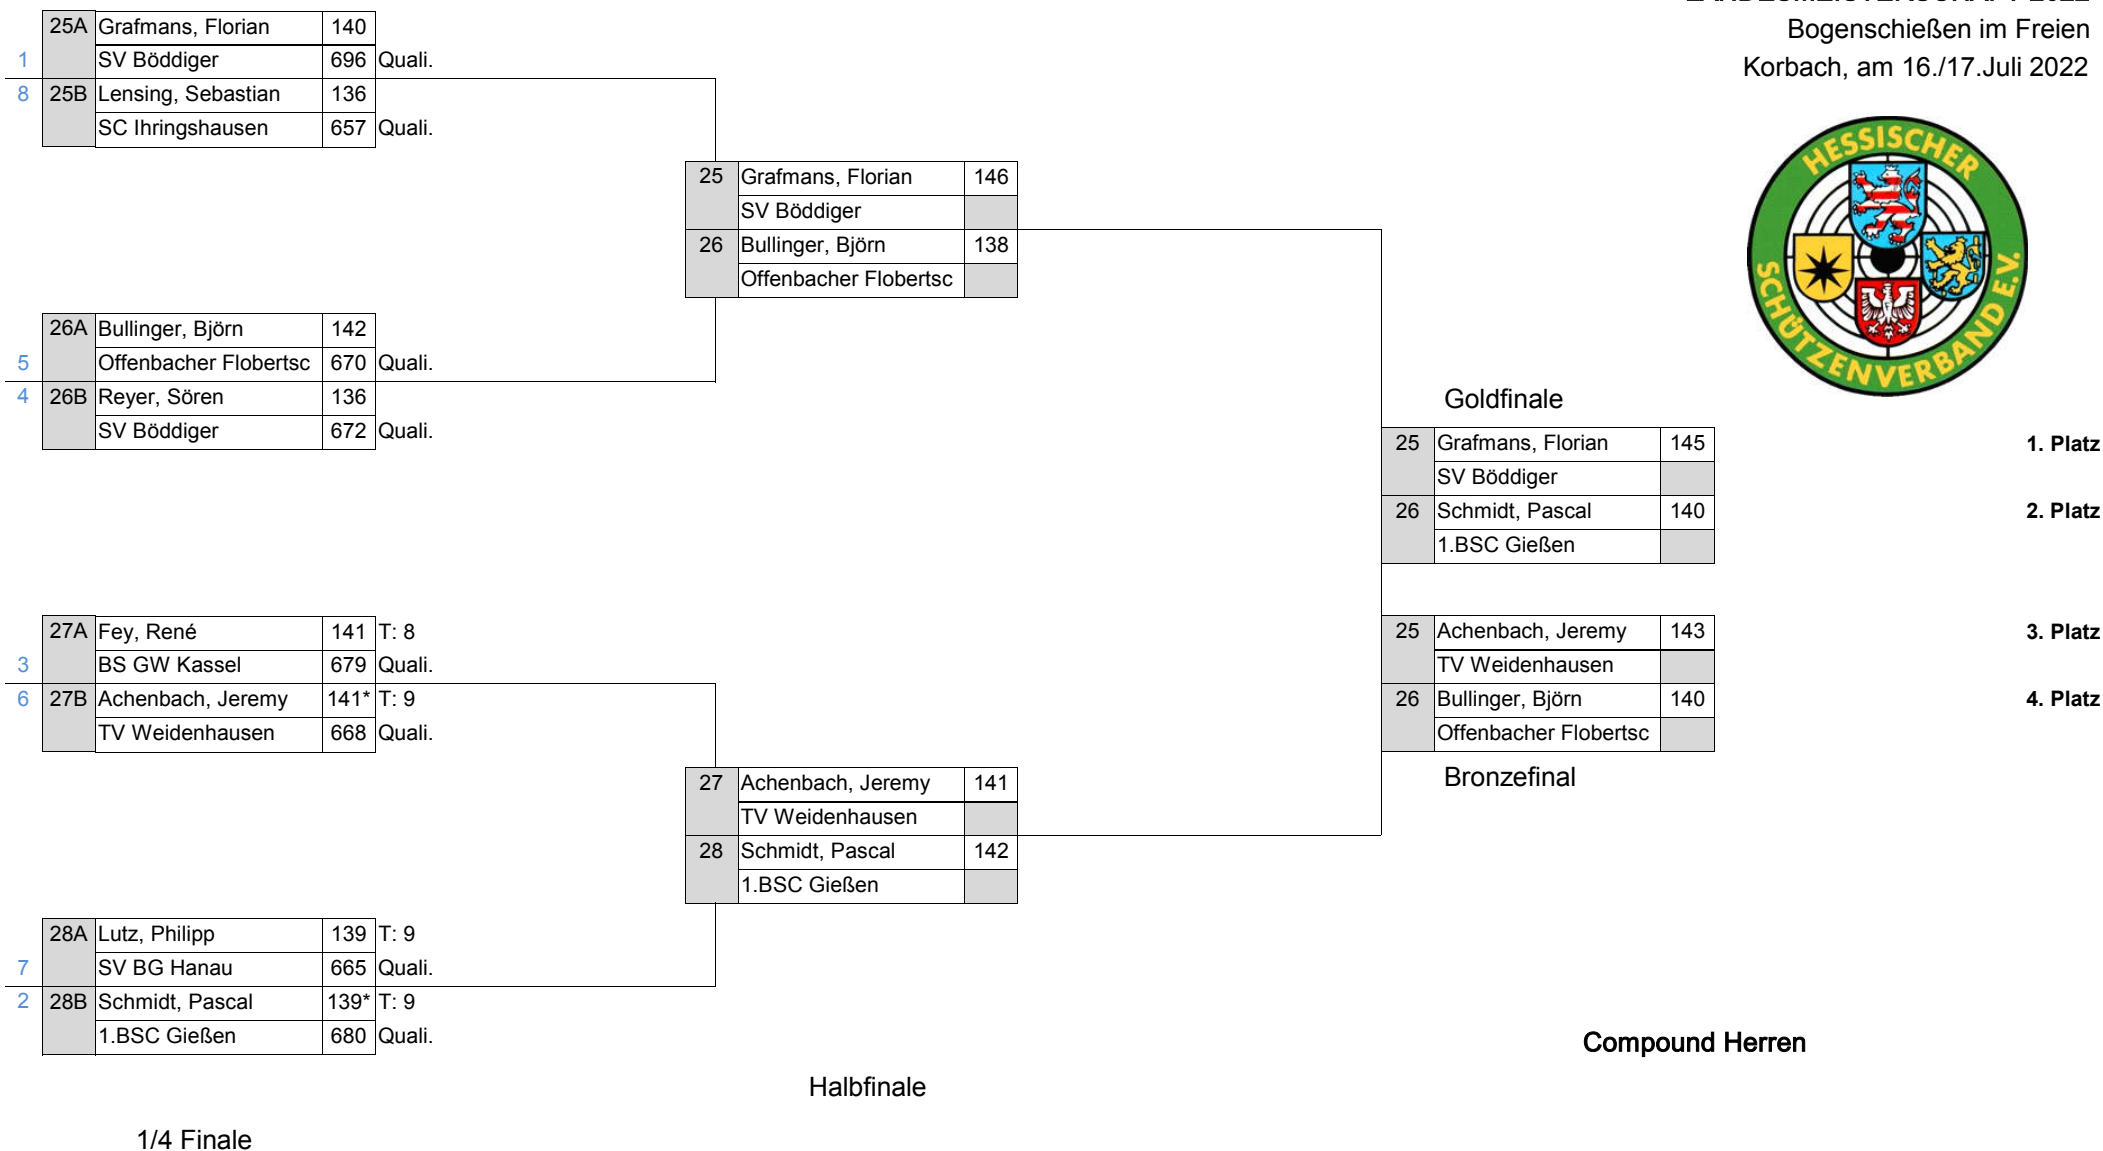 Bogenschießen im Freien
Korbach, am 16./17.Juli 2022
HESSISCHER
SCHÜTZENVERBAND E.V.
25A Grafmans, Florian 140
1 SV Böddiger 696 Quali.
8 25B Lensing, Sebastian 136
SC Ihringshausen 657 Quali.
25 Grafmans, Florian 146
SV Böddiger
26 Bullinger, Björn 138
Offenbacher Flobertsc
26A Bullinger, Björn 142
5 Offenbacher Flobertsc 670 Quali.
4 26B Reyer, Sören 136
SV Böddiger 672 Quali.
Goldfinale
25 Grafmans, Florian 145 1. Platz
SV Böddiger
26 Schmidt, Pascal 140 2. Platz
1.BSC Gießen
27A Fey, René 141 T: 8
3 BS GW Kassel 679 Quali.
6 27B Achenbach, Jeremy 141* T: 9
TV Weidenhausen 668 Quali.
25 Achenbach, Jeremy 143 3. Platz
TV Weidenhausen
26 Bullinger, Björn 140 4. Platz
Offenbacher Flobertsc
Bronzefinal
27 Achenbach, Jeremy 141
TV Weidenhausen
28 Schmidt, Pascal 142
1.BSC Gießen
28A Lutz, Philipp 139 T: 9
7 SV BG Hanau 665 Quali.
2 28B Schmidt, Pascal 139* T: 9
1.BSC Gießen 680 Quali.
Compound Herren
Halbfinale
1/4 Finale